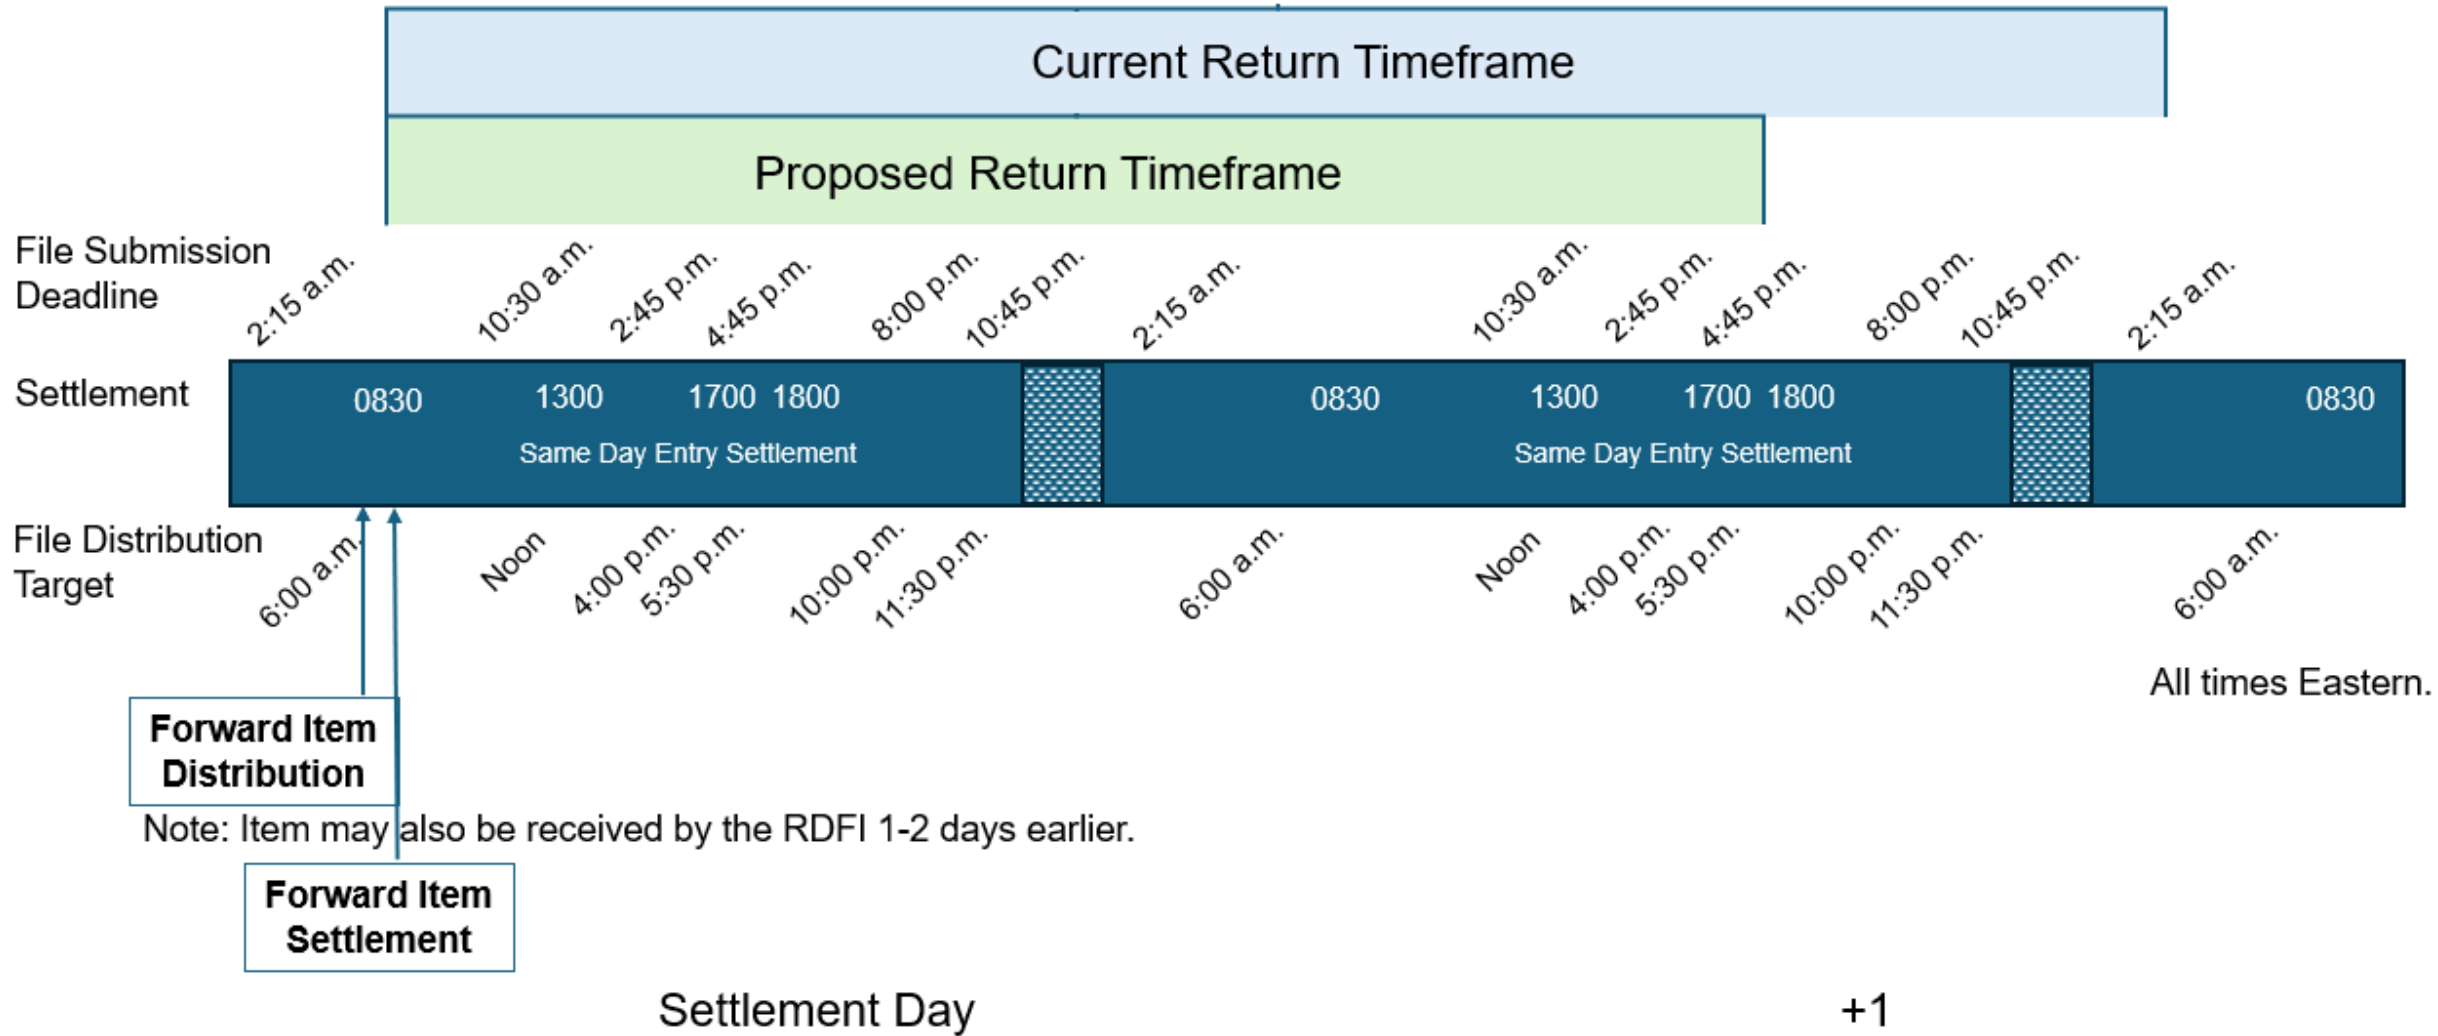 Current Return Timeframe
Proposed Return Timeframe
File Submission
Deadline
2:15 a.m.
10:30 a.m.
2:45 p.m.
4:45 p.m.
8:00 p.m.
10:45 p.m.
2:15 a.m.
10:30 a.m.
2:45 p.m.
4:45 p.m.
8:00 p.m.
10:45 p.m.
2:15 a.m.
Settlement
0830
1300
1700
1800
0830
1300
1700
1800
0830
Same Day Entry Settlement
Same Day Entry Settlement
File Distribution
Target
6:00 a.m.
Noon
4:00 p.m.
5:30 p.m.
10:00 p.m.
11:30 p.m.
6:00 a.m.
Noon
4:00 p.m.
5:30 p.m.
10:00 p.m.
11:30 p.m.
6:00 a.m.
All times Eastern.
Forward Item
Distribution
Note: Item may also be received by the RDFI 1-2 days earlier.
Forward Item
Settlement
Settlement Day
+1